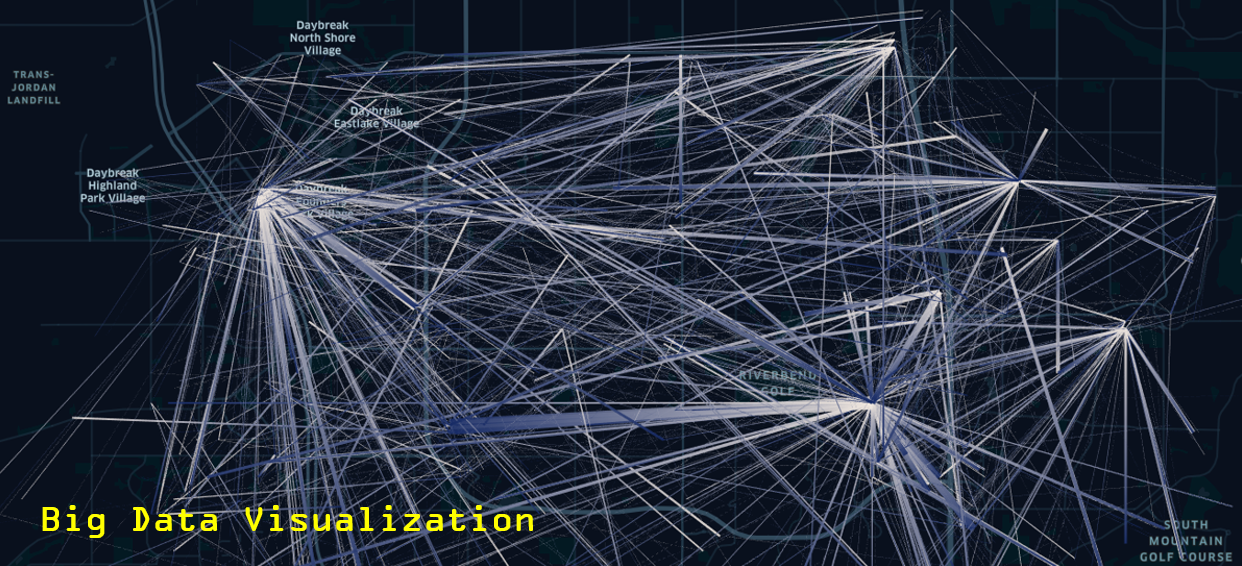 Daybreak
North Shore
Village
TRANS-
JORDAN
LANDFILL
Daybreak
Eastlake Village
Daybreak
Highland
Park Village
Daybreak
Village
RIVERBEND
GOLF
Big Data Visualization
SOUTH
MOUNTAIN
GOLF COURSE